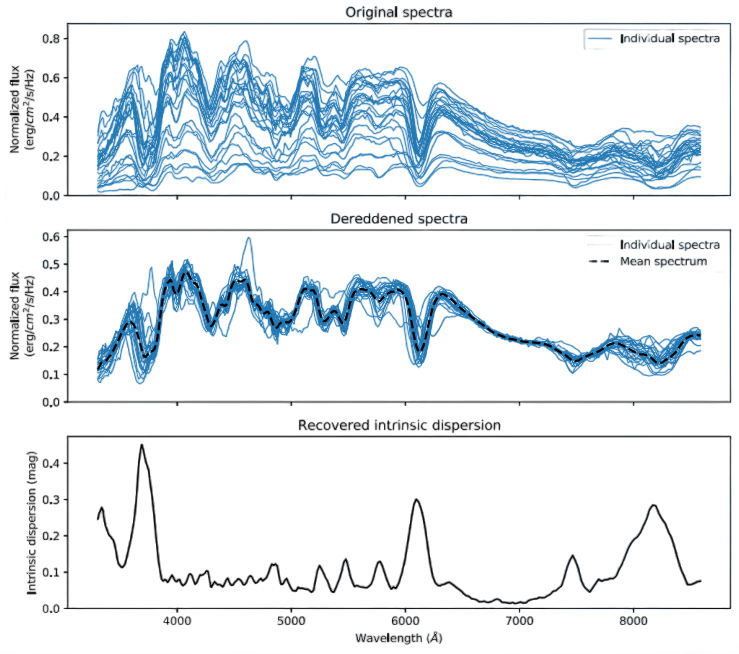 Original spectra
Individual spectra
Normalized flux
(erg/cm²/s/Hz)
0.8
0.6
0.4
0.2
0.0
Dereddened spectra
Individual spectra
Mean spectrum
Normalized flux
(erg/cm²/s/Hz)
0.6
0.5
0.4
0.3
0.2
0.1
0.0
Recovered intrinsic dispersion
Intrinsic dispersion (mag)
0.4
0.3
0.2
0.1
0.0
4000 5000 6000 7000 8000
Wavelength (Å)